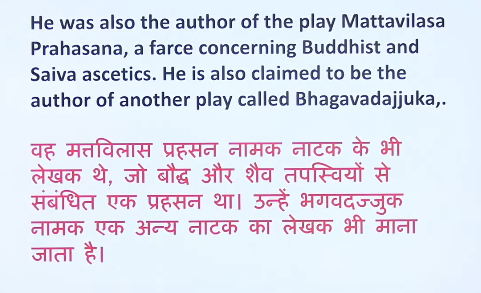 He was also the author of the play Mattavilasa
Prahasana, a farce concerning Buddhist and
Saiva ascetics. He is also claimed to be the
author of another play called Bhagavadajjuka,.
वह मत्तविलास प्रहसन नामक नाटक के भी
लेखक थे, जो बौद्ध और शैव तपस्वियों से
संबंधित एक प्रहसन था। उन्हें भगवदज्जुक
नामक एक अन्य नाटक का लेखक भी माना
जाता है।